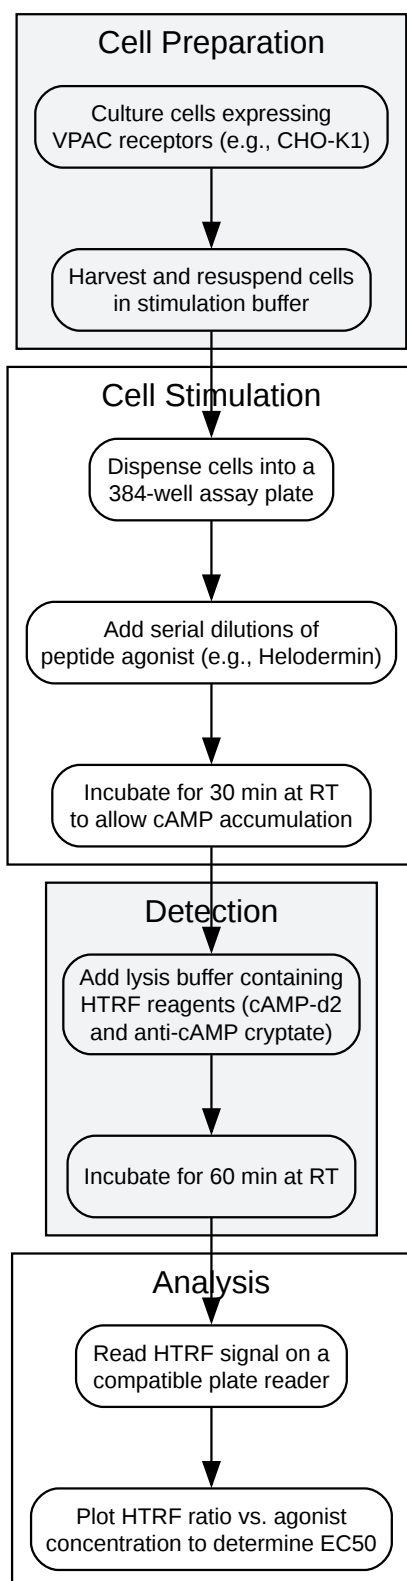 Cell Preparation
Culture cells expressing
VPAC receptors (e.g., CHO-K1)
Harvest and resuspend cells
in stimulation buffer
Cell Stimulation
Dispense cells into a
384-well assay plate
Add serial dilutions of
peptide agonist (e.g., Helodermin)
Incubate for 30 min at RT
to allow cAMP accumulation
Detection
Add lysis buffer containing
HTRF reagents (cAMP-d2
and anti-cAMP cryptate)
Incubate for 60 min at RT
Analysis
Read HTRF signal on a
compatible plate reader
Plot HTRF ratio vs. agonist
concentration to determine EC50